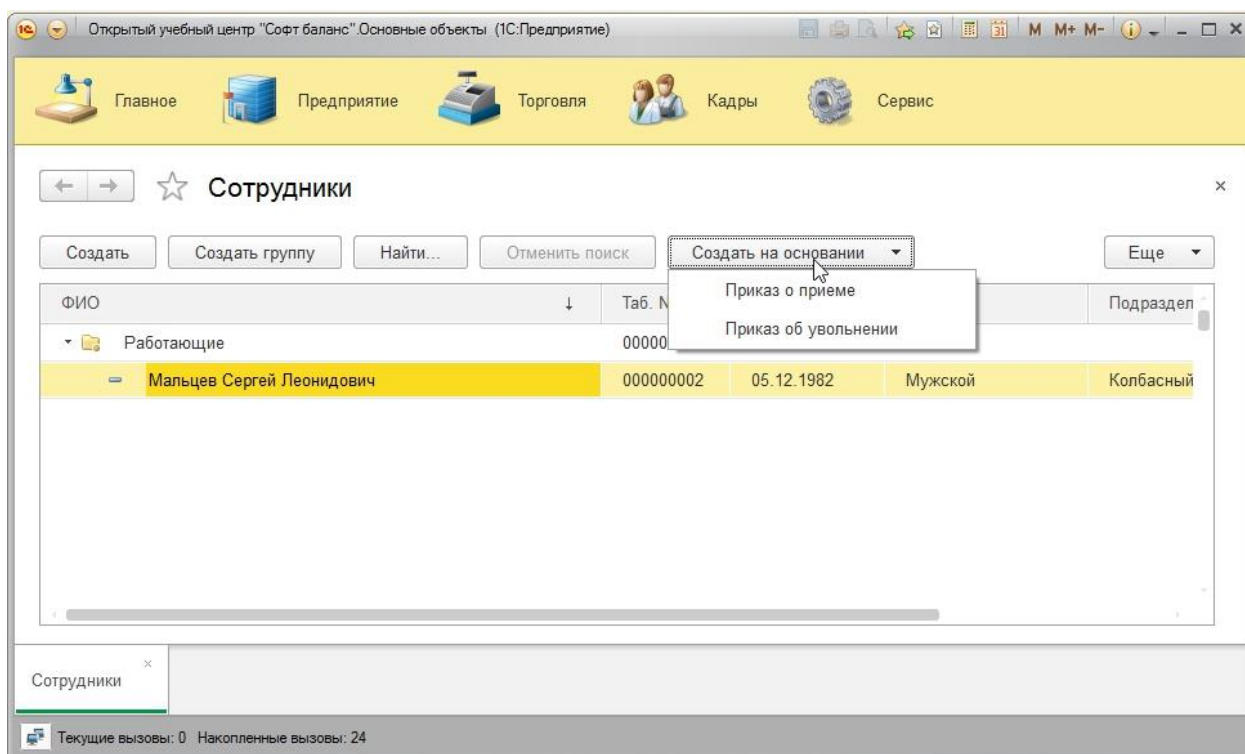 Открытый учебный центр "Софт баланс".Основные объекты (1С:Предприятие)
31 M M+ M-
Главное Предприятие Торговля Кадры Сервис
Сотрудники
Создать Создать группу Найти... Отменить поиск Создать на основании Еще
Приказ о приеме
Приказ об увольнении
ФИО ↓ Таб. N Подраздел
Работающие 00000
Мальцев Сергей Леонидович 000000002 05.12.1982 Мужской Колбасный
Сотрудники
Текущие вызовы: 0 Накопленные вызовы: 24